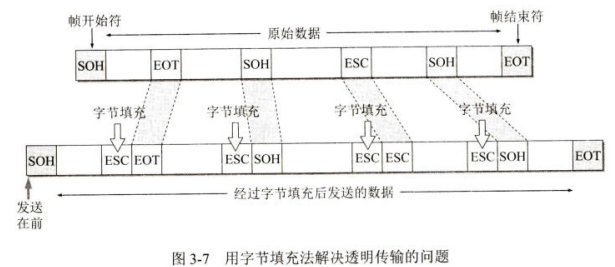 帧开始符
帧结束符
原始数据
SOH
EOT
SOH
ESC
SOH
EOT
字节填充
字节填充
字节填充
字节填充
SOH
ESC
EOT
ESC
SOH
ESC
ESC
ESC
SOH
EOT
经过字节填充后发送的数据
发送
在前
图 3-7 用字节填充法解决透明传输的问题